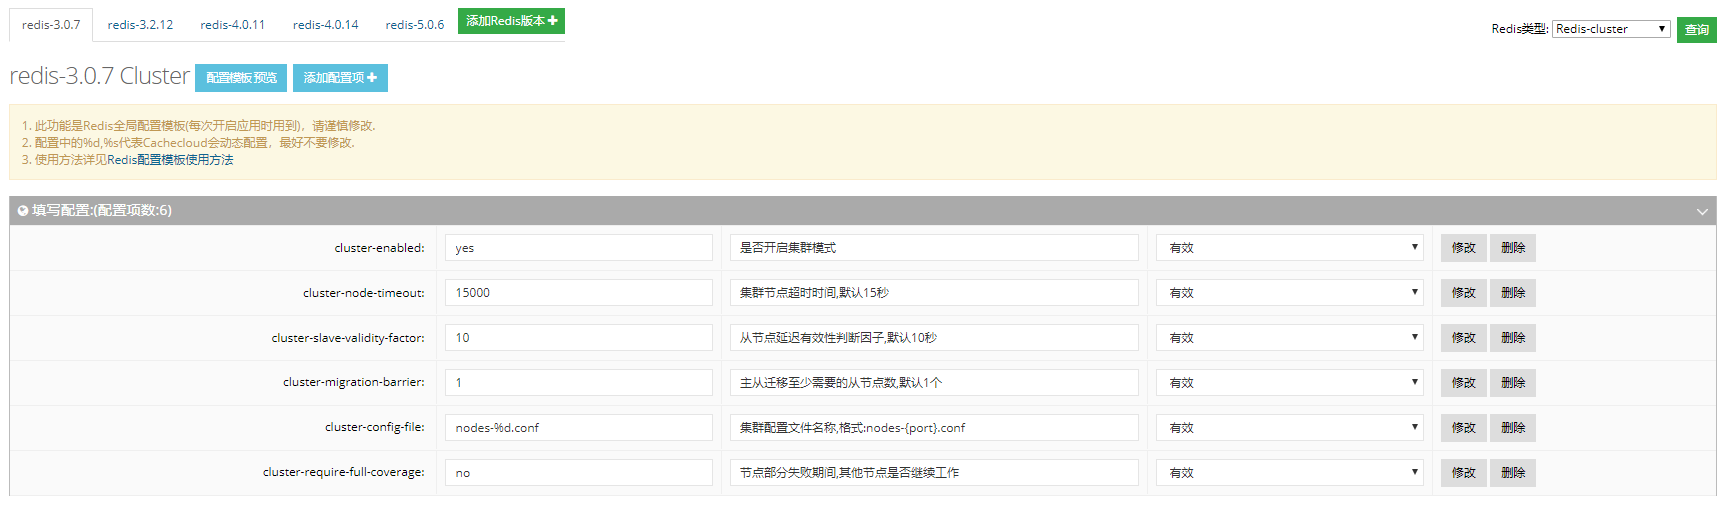 redis-3.0.7 redis-3.2.12 redis-4.0.11 redis-4.0.14 redis-5.0.6 添加Redis版本
Redis类型: Redis-cluster 查询
redis-3.0.7 Cluster 配置模板预览 添加配置项
1. 此功能是Redis全局配置模板(每次开启应用时用到)，请谨慎修改.
2. 配置中的%d,%s代表Cachecloud会动态配置，最好不要修改.
3. 使用方法详见Redis配置模板使用方法
填写配置:(配置项数:6)
cluster-enabled: yes 是否开启集群模式 有效 修改 删除
cluster-node-timeout: 15000 集群节点超时时间,默认15秒 有效 修改 删除
cluster-slave-validity-factor: 10 从节点延迟有效性判断因子,默认10秒 有效 修改 删除
cluster-migration-barrier: 1 主从迁移至少需要的从节点数,默认1个 有效 修改 删除
cluster-config-file: nodes-%d.conf 集群配置文件名称,格式:nodes-{port}.conf 有效 修改 删除
cluster-require-full-coverage: no 节点部分失败期间,其他节点是否继续工作 有效 修改 删除